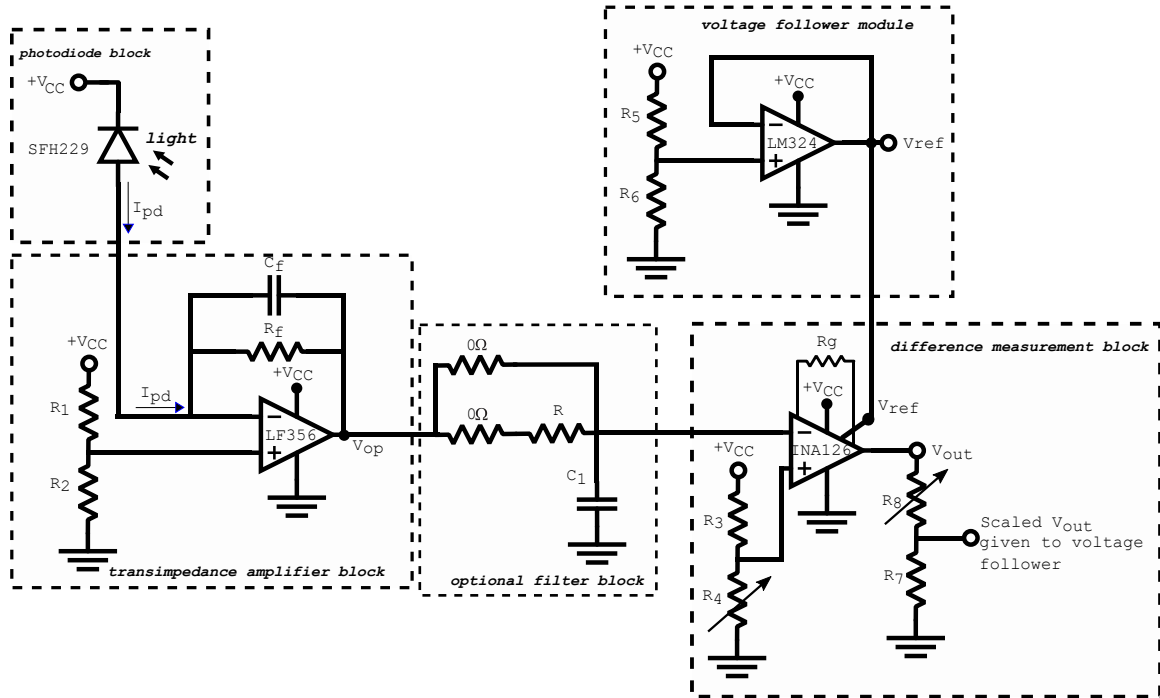 photodiode block
+VCC
SFH229
light
Ipd
voltage follower module
+VCC
R5
R6
+VCC
−
LM324
+
Vref
Cf
Rf
+VCC
+VCC
R1
Ipd
−
LF356
+
R2
Vop
transimpedance amplifier block
0Ω
0Ω
R
C1
optional filter block
difference measurement block
Rg
+VCC
Vref
−
INA126
+
+VCC
R3
R4
Vout
R8
R7
Scaled Vout
given to voltage
follower